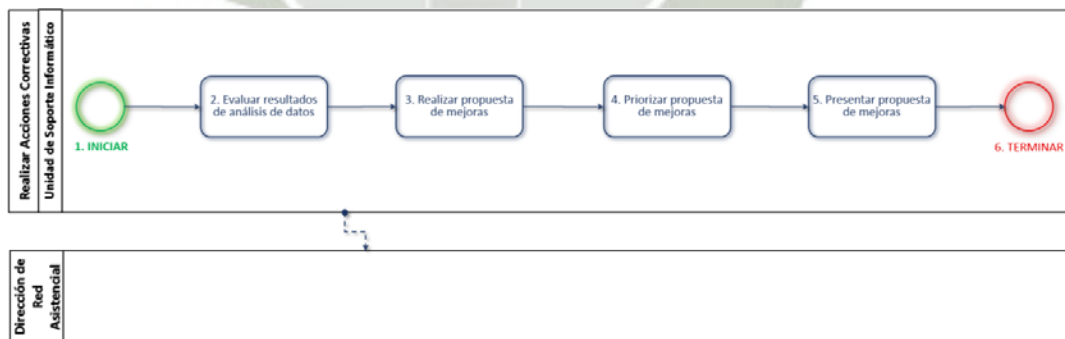 Realizar Acciones Correctivas
Unidad de Soporte Informático
1. INICIAR
2. Evaluar resultados
de análisis de datos
3. Realizar propuesta
de mejoras
4. Priorizar propuesta
de mejoras
5. Presentar propuesta
de mejoras
6. TERMINAR
Dirección de
Red
Asistencial